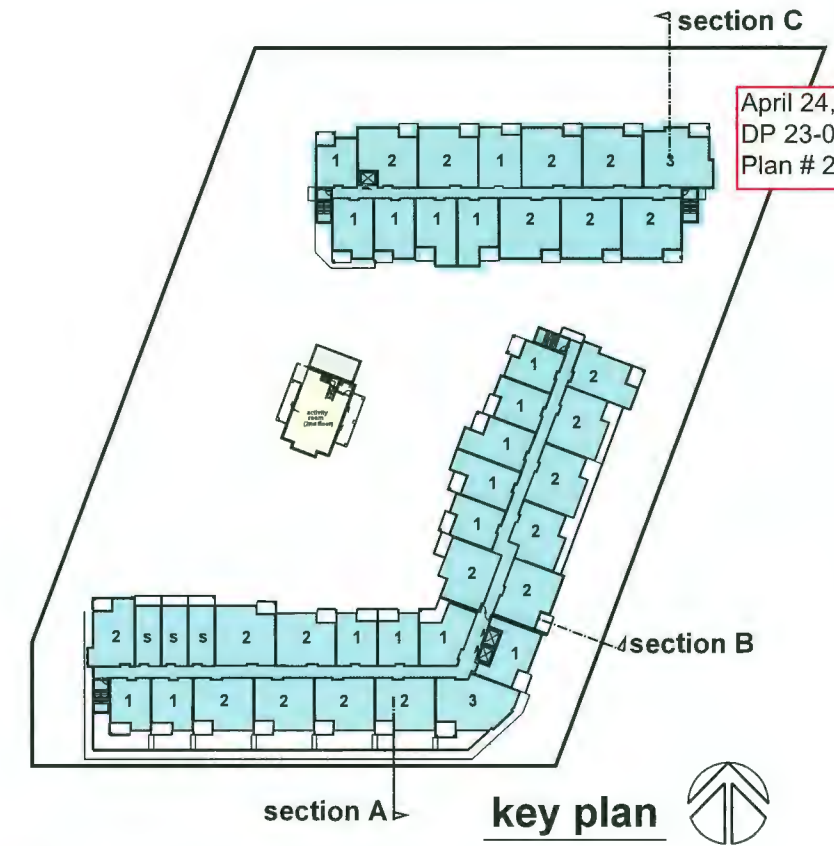 section C
April 24,
DP 23-0
Plan # 2
1 2 2 1 2 2 3
1 1 1 1 2 2 2
1 2
activity
room
(2nd floor)
1 2
1 2
1 2
1 2
2
2 s s s 2 2 1 1 1
1
section B
1 1 2 2 2 2 3
section A
key plan